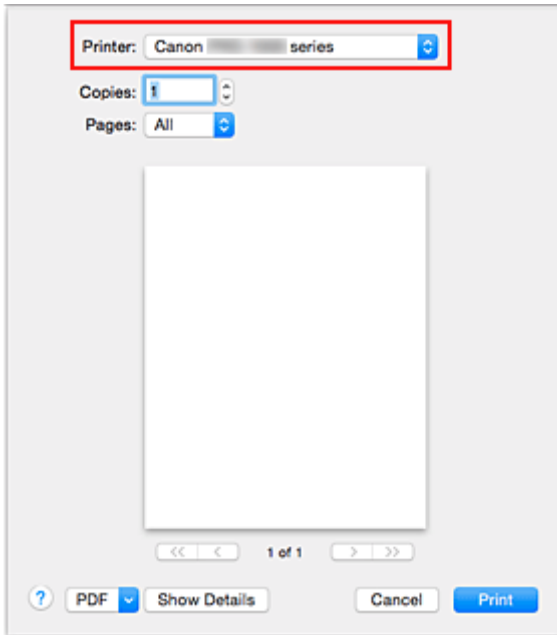 Printer: Canon series
Copies: 1
Pages: All
<< < 1 of 1 > >>
? PDF Show Details Cancel Print